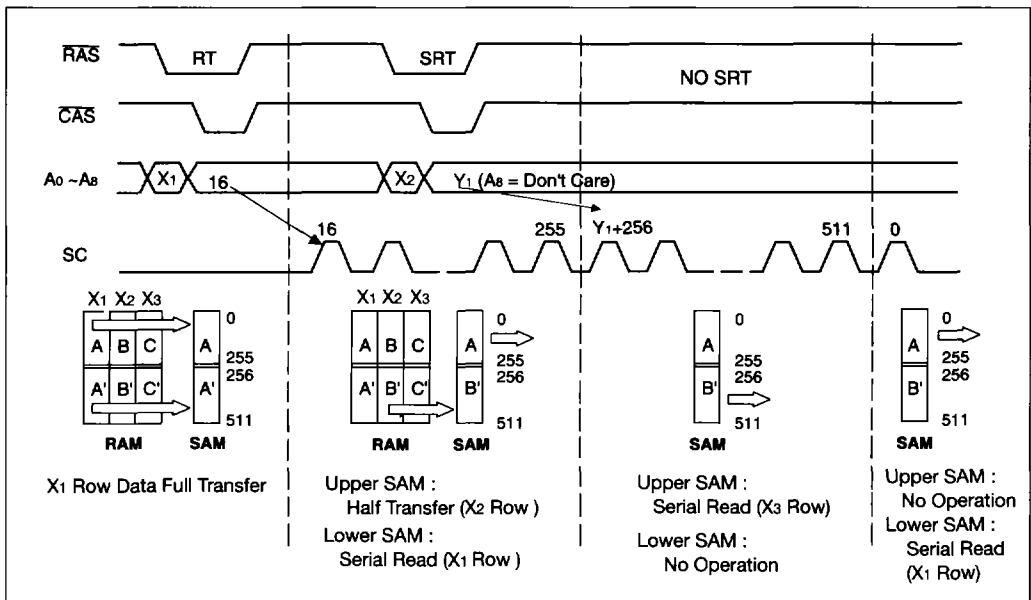 RAS RT SRT NO SRT
CAS
A0 ~A8 X1 16 X2 Y1 (A8 = Don't Care)
SC 16 255 Y1+256 511 0
X1 X2 X3
A B C
A' B' C'
RAM
A
A'
SAM
0
255
256
511
X1 Row Data Full Transfer
X1 X2 X3
A B C
A' B' C'
RAM
A
B'
SAM
0
255
256
511
Upper SAM :
Half Transfer (X2 Row )
Lower SAM :
Serial Read (X1 Row )
A
B'
SAM
0
255
256
511
Upper SAM :
Serial Read (X3 Row)
Lower SAM :
No Operation
A
B'
SAM
0
255
256
511
Upper SAM :
No Operation
Lower SAM :
Serial Read
(X1 Row)